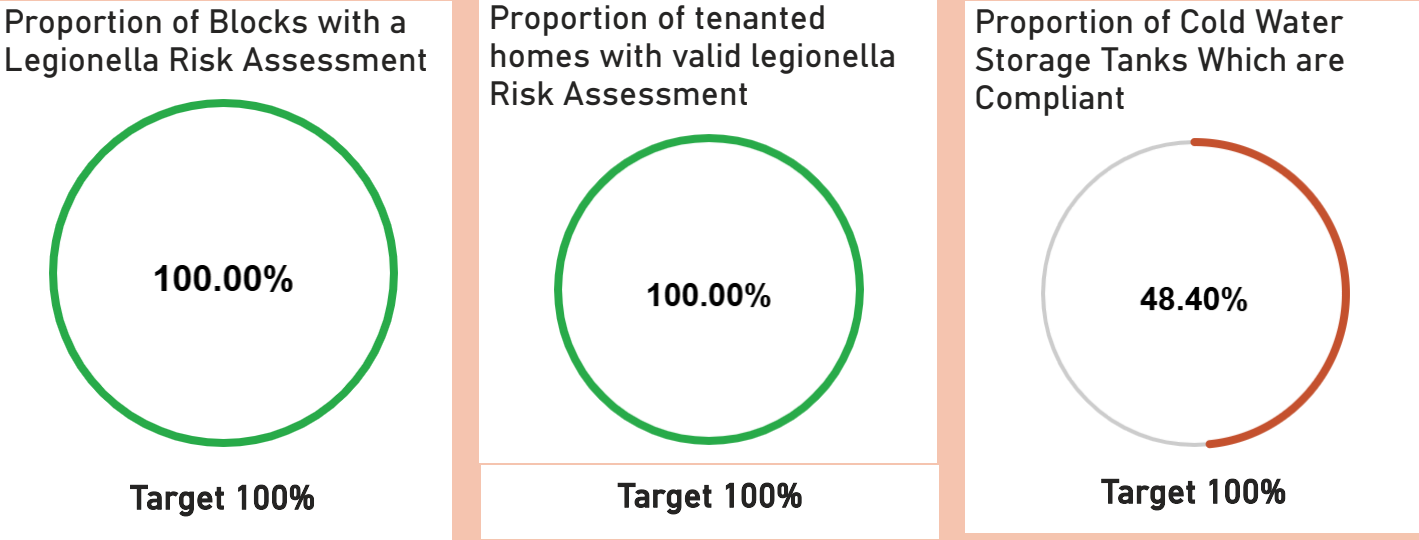 Proportion of Blocks with a
Legionella Risk Assessment
100.00%
Target 100%
Proportion of tenanted
homes with valid legionella
Risk Assessment
100.00%
Target 100%
Proportion of Cold Water
Storage Tanks Which are
Compliant
48.40%
Target 100%